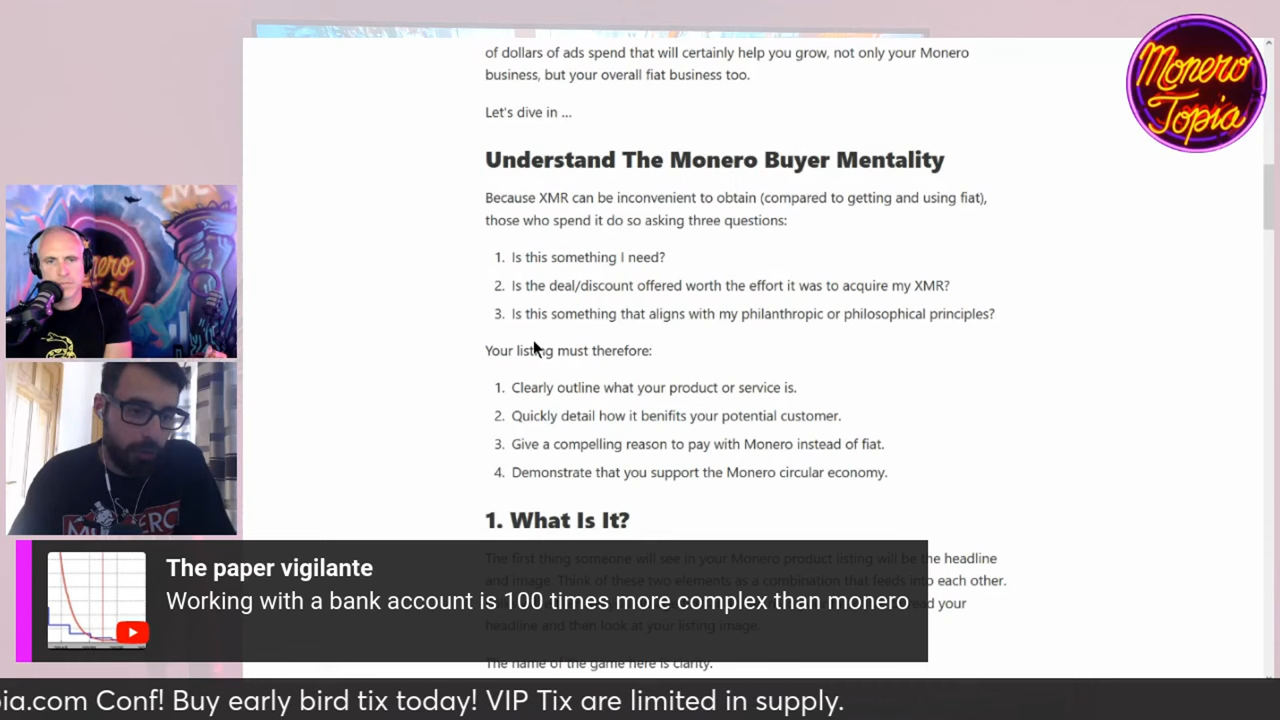 of dollars of ads spend that will certainly help you grow, not only your Monero
business, but your overall fiat business too.
Let's dive in ...
Understand The Monero Buyer Mentality
Because XMR can be inconvenient to obtain (compared to getting and using fiat),
those who spend it do so asking three questions:
1. Is this something I need?
2. Is the deal/discount offered worth the effort it was to acquire my XMR?
3. Is this something that aligns with my philanthropic or philosophical principles?
Your listing must therefore:
1. Clearly outline what your product or service is.
2. Quickly detail how it benifits your potential customer.
3. Give a compelling reason to pay with Monero instead of fiat.
4. Demonstrate that you support the Monero circular economy.
1. What Is It?
The first thing someone will see in your Monero product listing will be the headline
and image. Think of these two elements as a combination that feeds into each other.
read your
headline and then look at your listing image.
The name of the game here is clarity.
Monero
Topia
The paper vigilante
Working with a bank account is 100 times more complex than monero
pia.com Conf! Buy early bird tix today! VIP Tix are limited in supply.